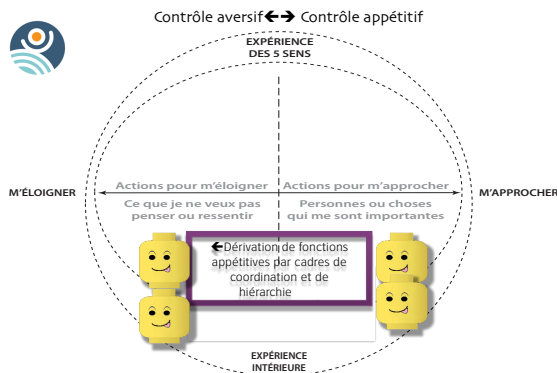 Contrôle aversif ←→ Contrôle appétitif
EXPÉRIENCE
DES 5 SENS
Actions pour m'éloigner
Actions pour m'approcher
M'ÉLOIGNER
M'APPROCHER
Ce que je ne veux pas
penser ou ressentir
Personnes ou choses
qui me sont importantes
←Dérivation de fonctions
appétitives par cadres de
coordination et de
hiérarchie
EXPÉRIENCE
INTÉRIEURE